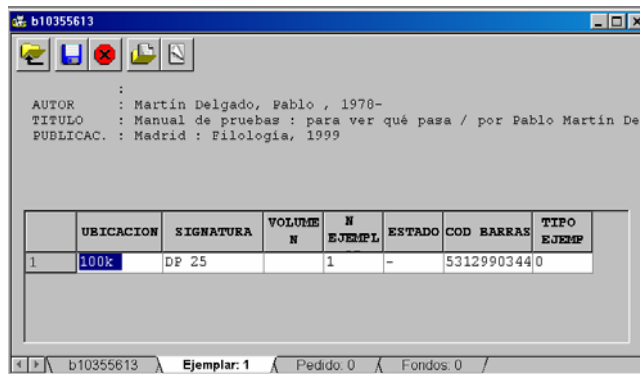 b10355613
:
AUTOR : Martín Delgado, Pablo , 1978-
TITULO : Manual de pruebas : para ver qué pasa / por Pablo Martín De
PUBLICAC. : Madrid : Filología, 1999
UBICACION SIGNATURA VOLUMEN N EJEMPL ESTADO COD BARRAS TIPO EJEMP
1 100k DP 25 1 - 5312990344 0
b10355613 Ejemplar: 1 Pedido: 0 Fondos: 0